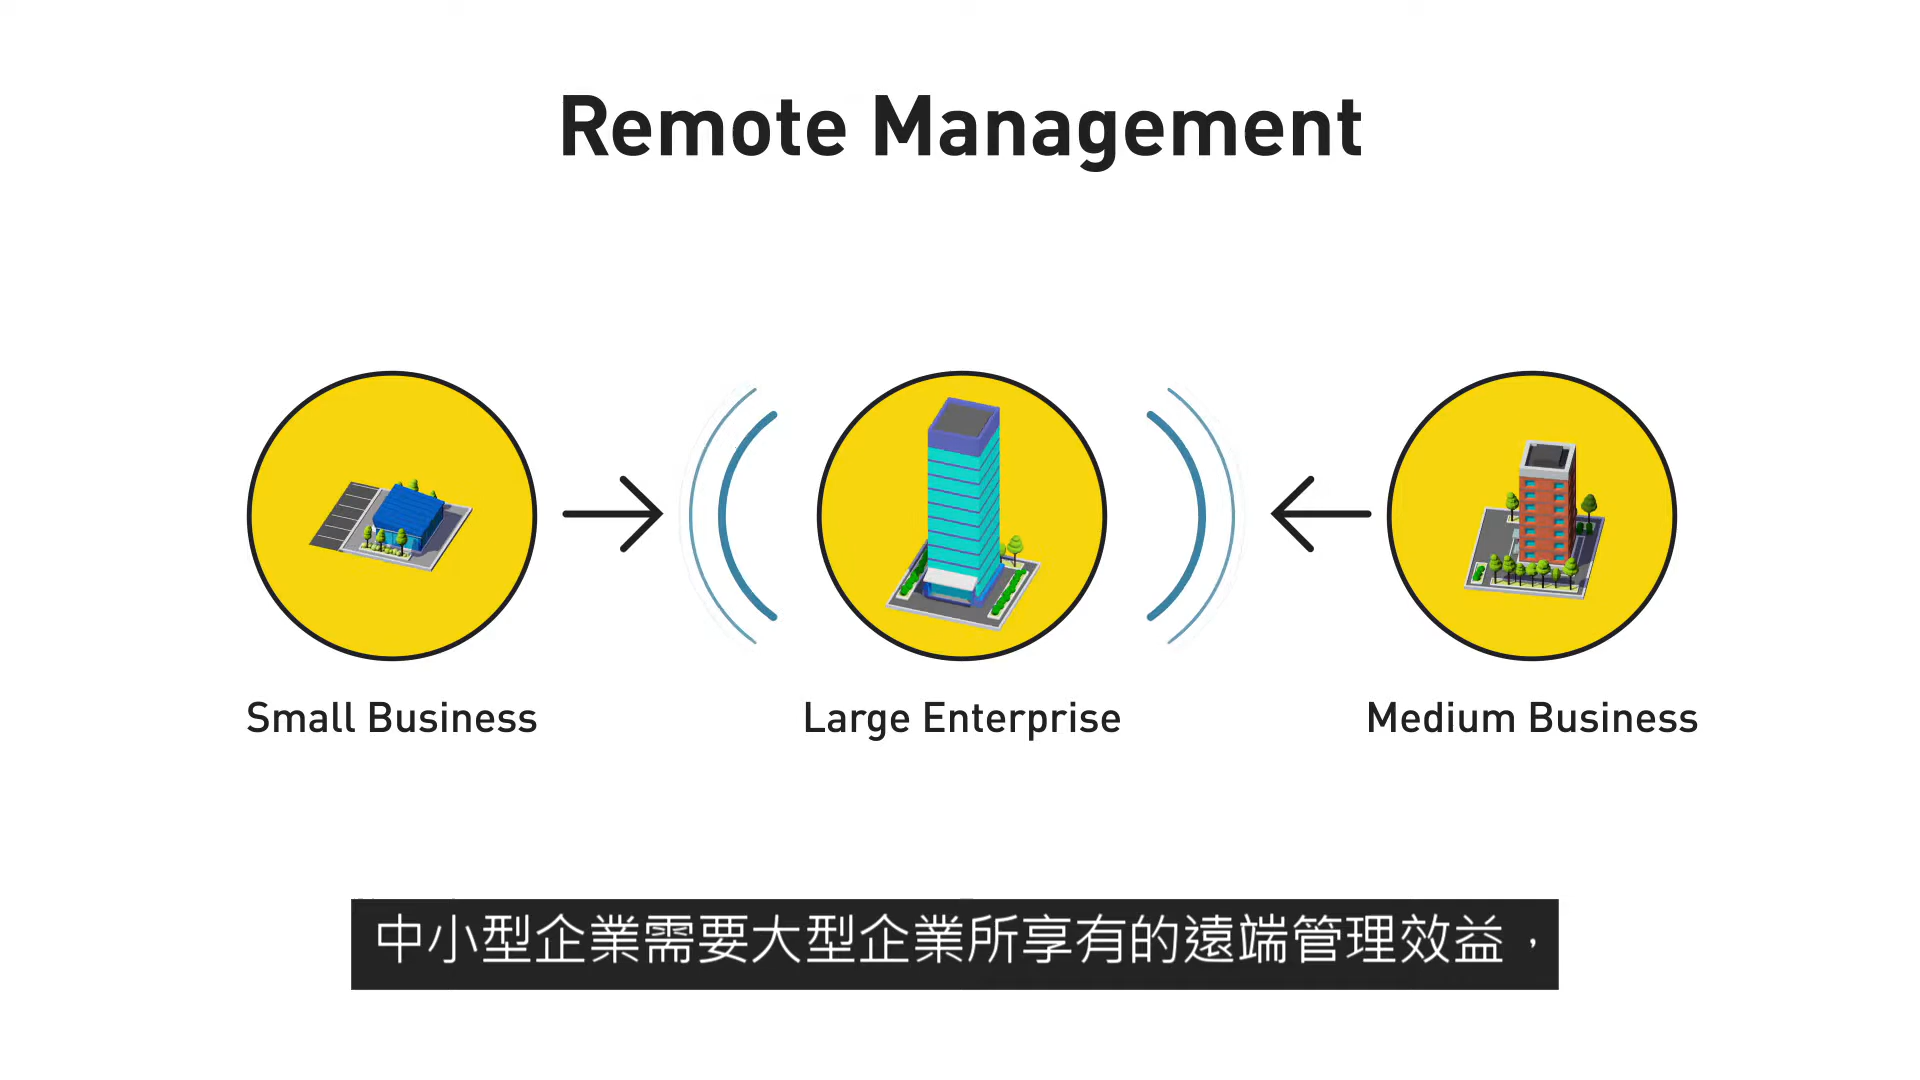 Remote Management
Small Business
Large Enterprise
Medium Business
中小型企業需要大型企業所享有的遠端管理效益，